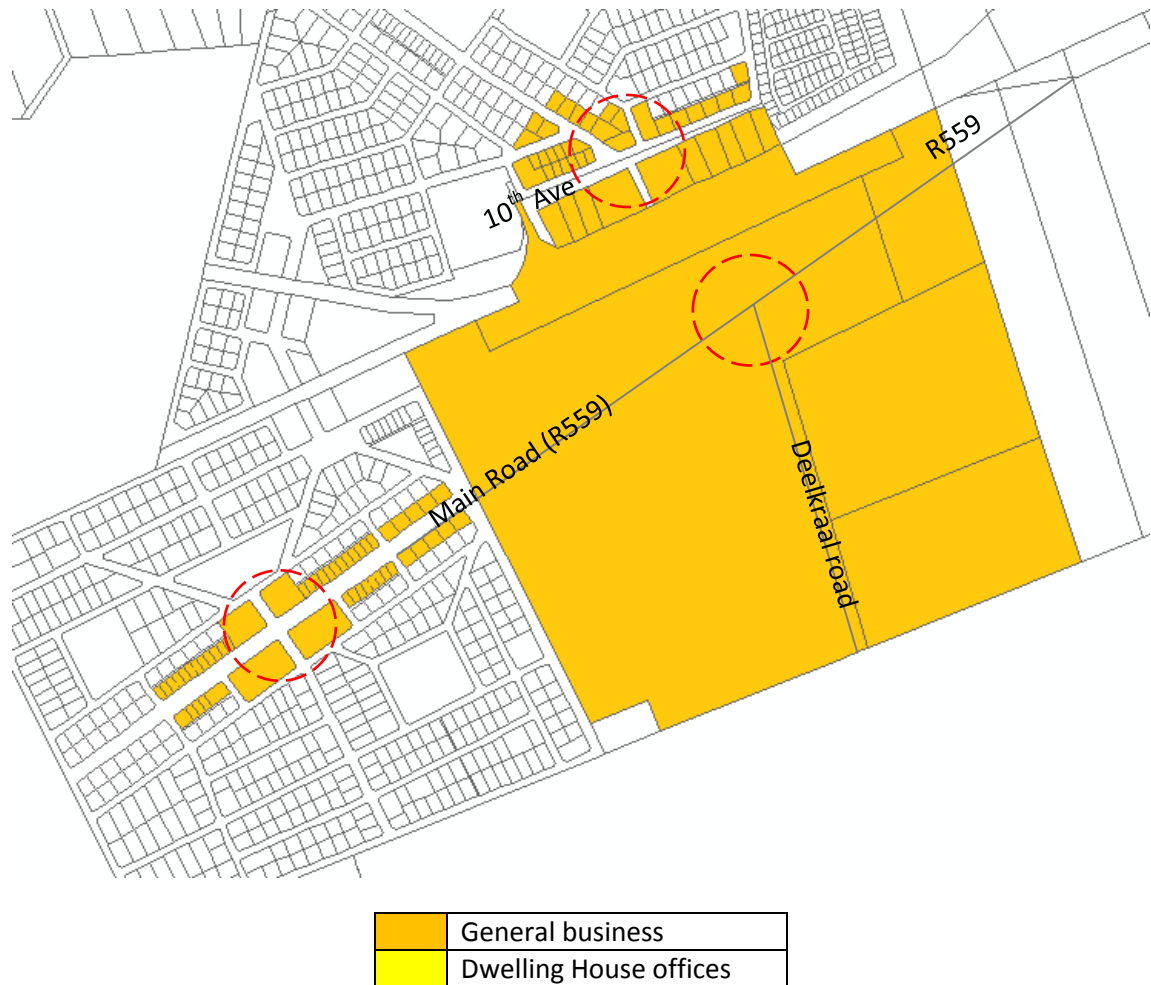 R559
10th Ave
Main Road (R559)
Deelkraal road
General business
Dwelling House offices